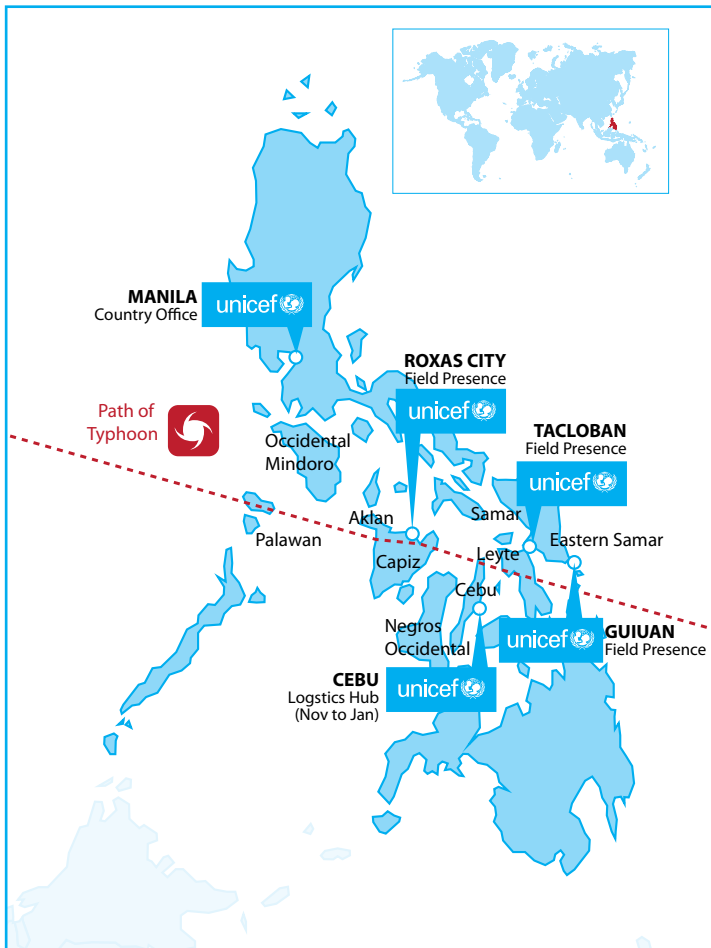 MANILA
Country Office
unicef
ROXAS CITY
Field Presence
unicef
Path of
Typhoon
TACLOBAN
Field Presence
unicef
Occidental
Mindoro
Aklan
Samar
Palawan
Capiz
Leyte
Eastern Samar
Cebu
Negros
Occidental
unicef
GUIUAN
Field Presence
CEBU
Logstics Hub
(Nov to Jan)
unicef